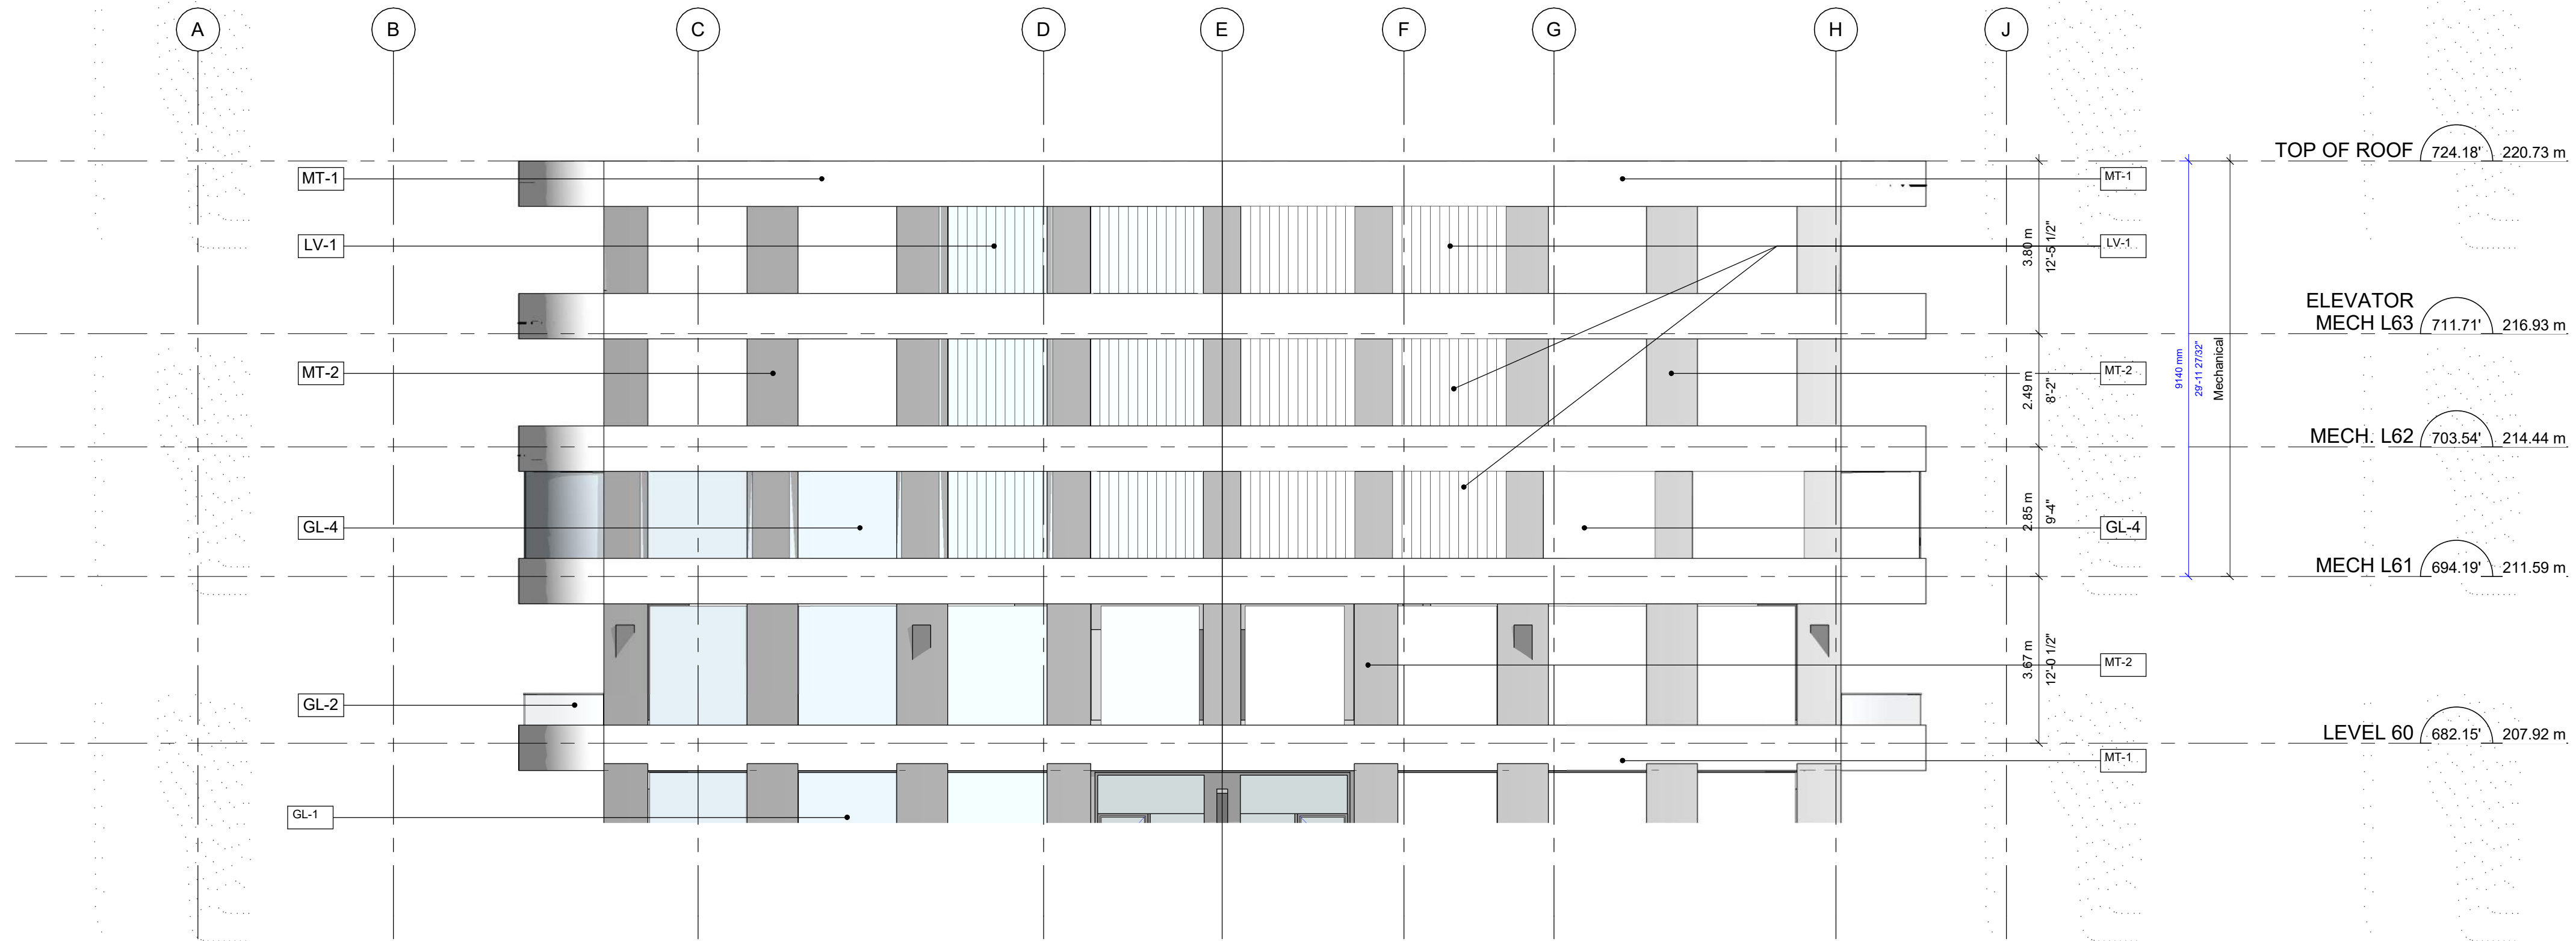 A
B
C
D
E
F
G
H
J
TOP OF ROOF 724.18' 220.73 m
MT-1
MT-1
LV-1
LV-1
3.80 m
12'-5 1/2"
ELEVATOR
MECH L63 711.71' 216.93 m
MT-2
MT-2
2.49 m
8'-2"
9140 mm
29'-11 27/32"
Mechanical
MECH. L62 703.54' 214.44 m
GL-4
GL-4
2.85 m
9'-4"
MECH L61 694.19' 211.59 m
3.67 m
12'-0 1/2"
MT-2
GL-2
LEVEL 60 682.15' 207.92 m
MT-1
GL-1